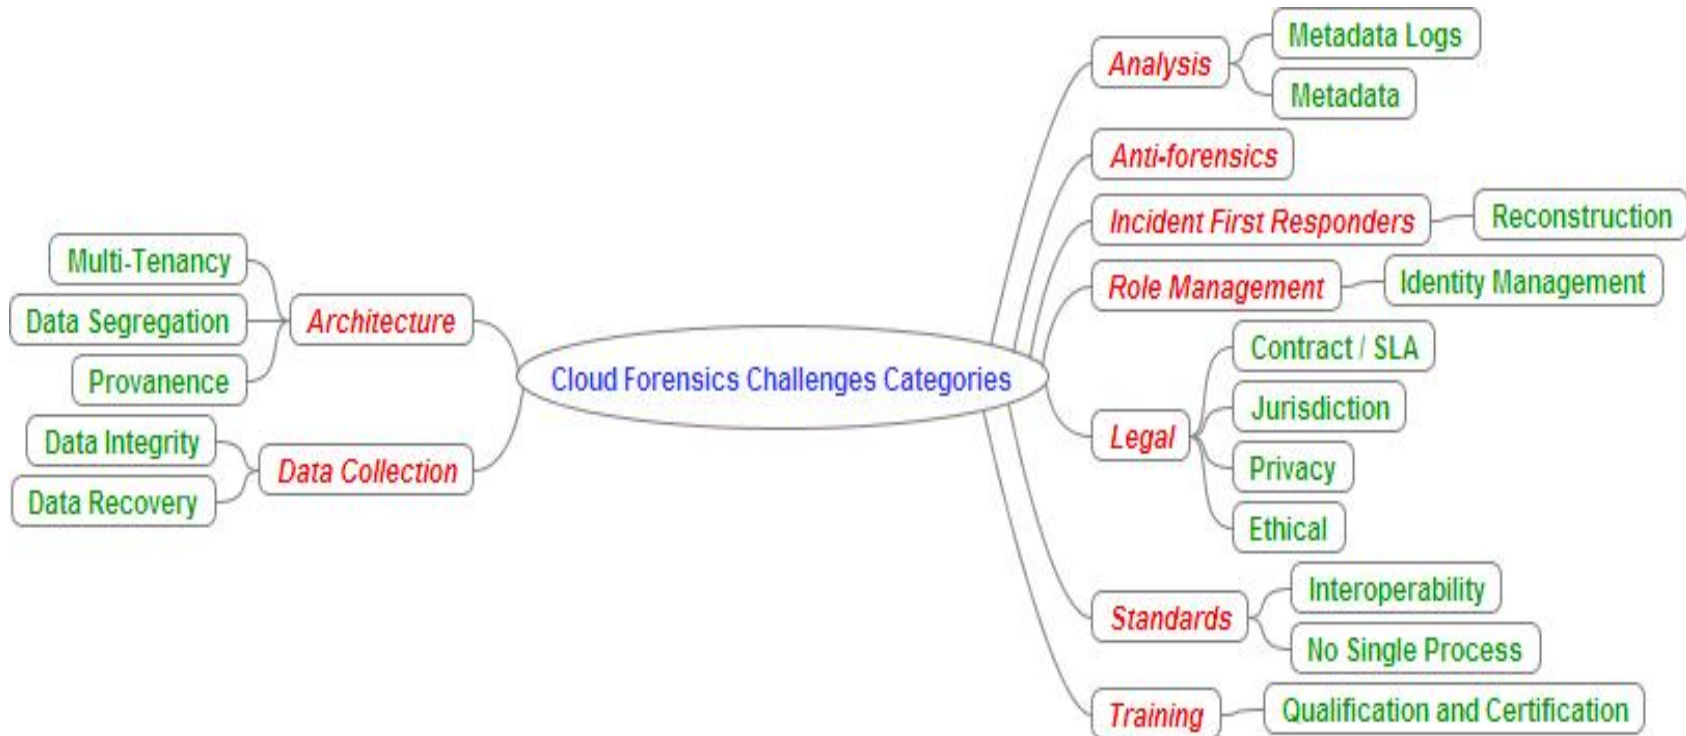 Cloud Forensics Challenges Categories
Architecture
Multi-Tenancy
Data Segregation
Provanence
Data Collection
Data Integrity
Data Recovery
Analysis
Metadata Logs
Metadata
Anti-forensics
Incident First Responders
Reconstruction
Role Management
Identity Management
Legal
Contract / SLA
Jurisdiction
Privacy
Ethical
Standards
Interoperability
No Single Process
Training
Qualification and Certification